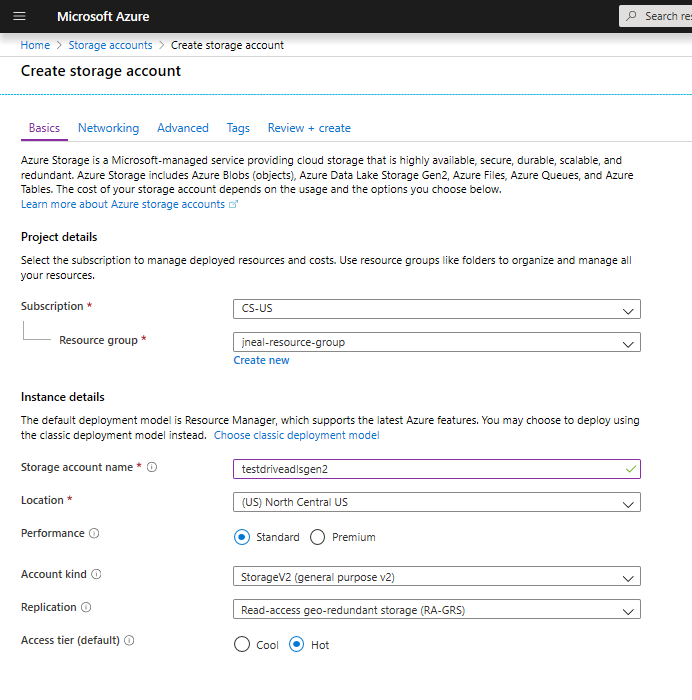 Microsoft Azure
Search res
Home > Storage accounts > Create storage account
Create storage account
Basics Networking Advanced Tags Review + create
Azure Storage is a Microsoft-managed service providing cloud storage that is highly available, secure, durable, scalable, and
redundant. Azure Storage includes Azure Blobs (objects), Azure Data Lake Storage Gen2, Azure Files, Azure Queues, and Azure
Tables. The cost of your storage account depends on the usage and the options you choose below.
Learn more about Azure storage accounts
Project details
Select the subscription to manage deployed resources and costs. Use resource groups like folders to organize and manage all
your resources.
Subscription * CS-US
Resource group * jneal-resource-group
Create new
Instance details
The default deployment model is Resource Manager, which supports the latest Azure features. You may choose to deploy using
the classic deployment model instead. Choose classic deployment model
Storage account name * testdriveadlsgen2
Location * (US) North Central US
Performance Standard Premium
Account kind StorageV2 (general purpose v2)
Replication Read-access geo-redundant storage (RA-GRS)
Access tier (default) Cool Hot